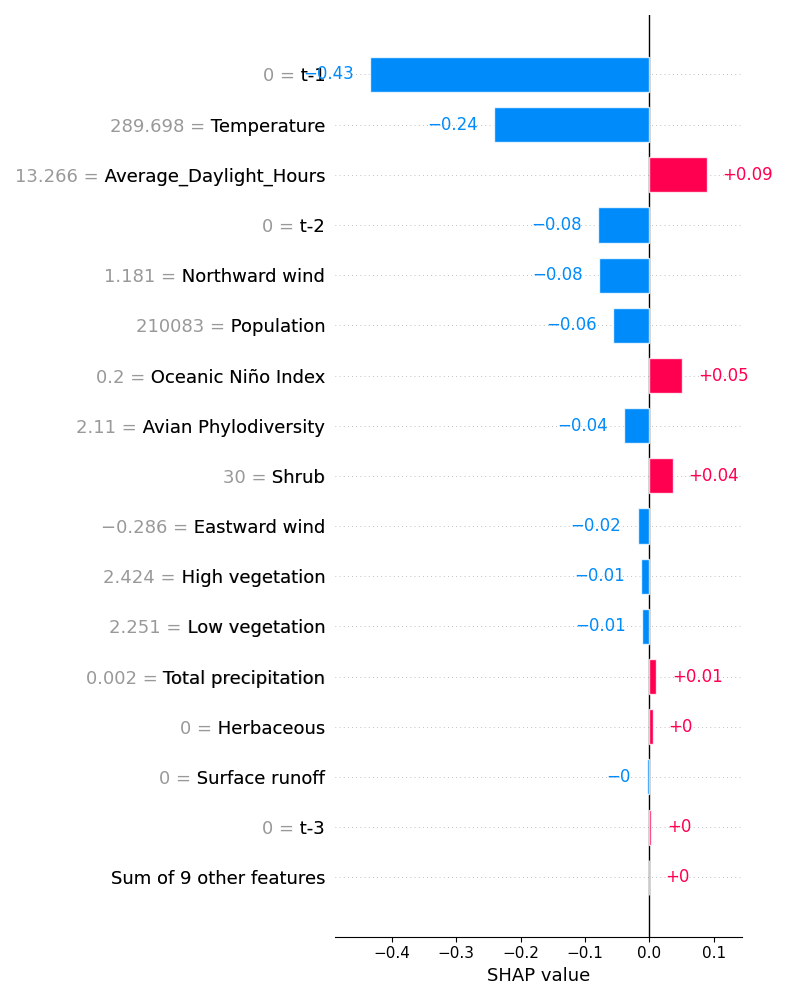 0 = t-1 −0.43
289.698 = Temperature −0.24
13.266 = Average_Daylight_Hours +0.09
0 = t-2 −0.08
1.181 = Northward wind −0.08
210083 = Population −0.06
0.2 = Oceanic Niño Index +0.05
2.11 = Avian Phylodiversity −0.04
30 = Shrub +0.04
−0.286 = Eastward wind −0.02
2.424 = High vegetation −0.01
2.251 = Low vegetation −0.01
0.002 = Total precipitation +0.01
0 = Herbaceous +0
0 = Surface runoff −0
0 = t-3 +0
Sum of 9 other features +0
−0.4 −0.3 −0.2 −0.1 0.0 0.1
SHAP value